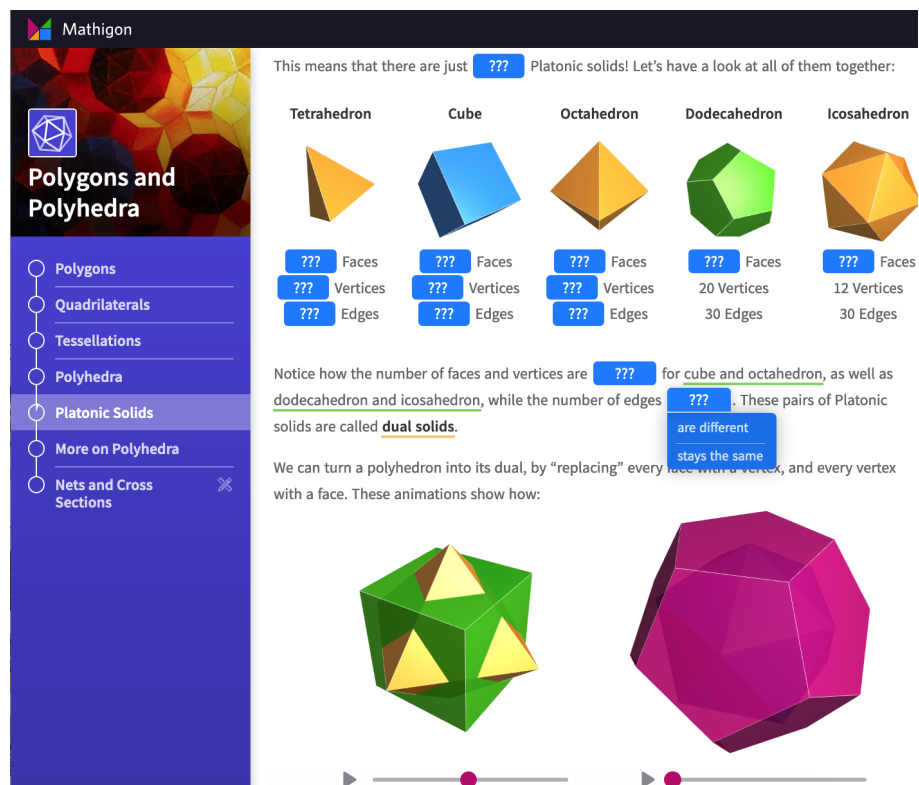 Mathigon
Polygons and
Polyhedra
Polygons
Quadrilaterals
Tessellations
Polyhedra
Platonic Solids
More on Polyhedra
Nets and Cross
Sections
This means that there are just ??? Platonic solids! Let’s have a look at all of them together:
Tetrahedron Cube Octahedron Dodecahedron Icosahedron
??? Faces ??? Faces ??? Faces ??? Faces ??? Faces
??? Vertices ??? Vertices ??? Vertices 20 Vertices 12 Vertices
??? Edges ??? Edges ??? Edges 30 Edges 30 Edges
Notice how the number of faces and vertices are ??? for cube and octahedron, as well as
dodecahedron and icosahedron, while the number of edges ??? . These pairs of Platonic
solids are called dual solids.
are different
stays the same
We can turn a polyhedron into its dual, by “replacing” every face with a vertex, and every vertex
with a face. These animations show how: